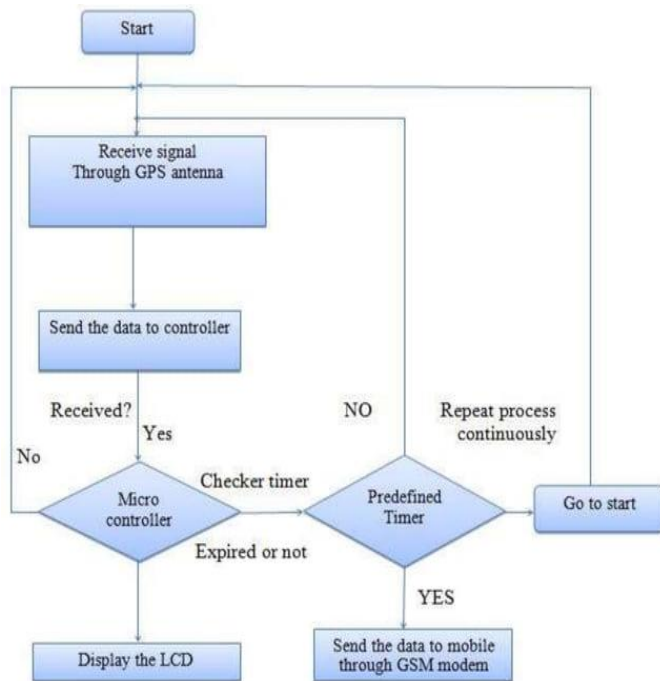 Start
Receive signal
Through GPS antenna
Send the data to controller
Received?
Yes
No
Micro
controller
Checker timer
Expired or not
Display the LCD
NO
Predefined
Timer
YES
Send the data to mobile
through GSM modem
Repeat process
continuously
Go to start